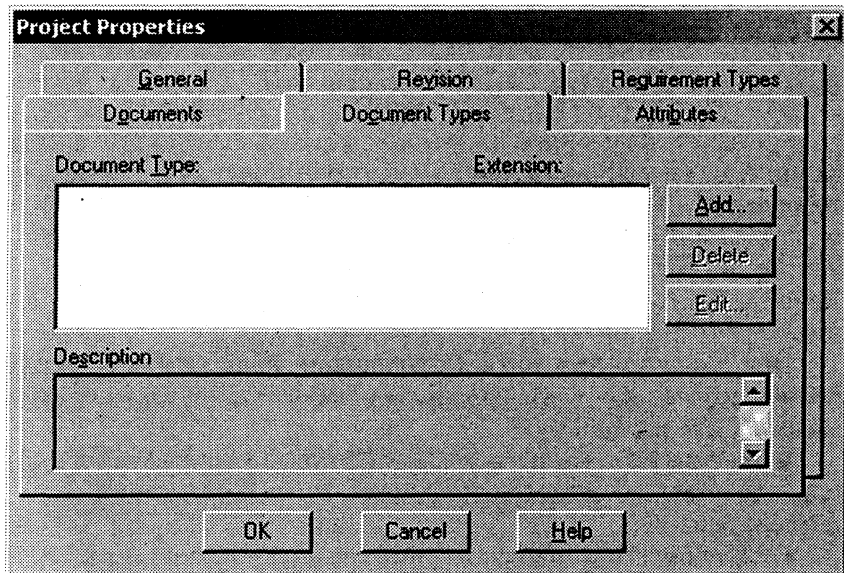 Project Properties
General Revision Requirement Types
Documents Document Types Attributes
Document Type: Extension:
Add...
Delete
Edit...
Description
OK Cancel Help